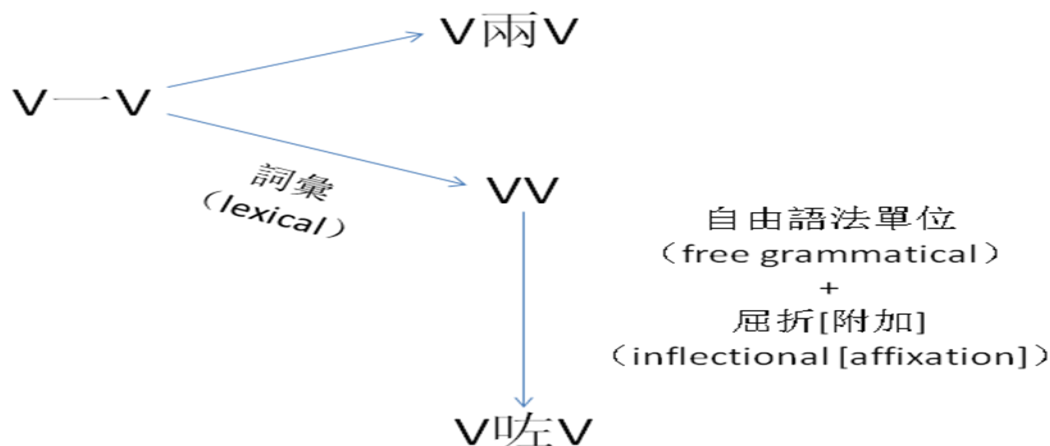 V兩V
V一V
詞彙
（lexical）
VV
自由語法單位
（free grammatical）
+
屈折[附加]
（inflectional [affixation]）
V咗V